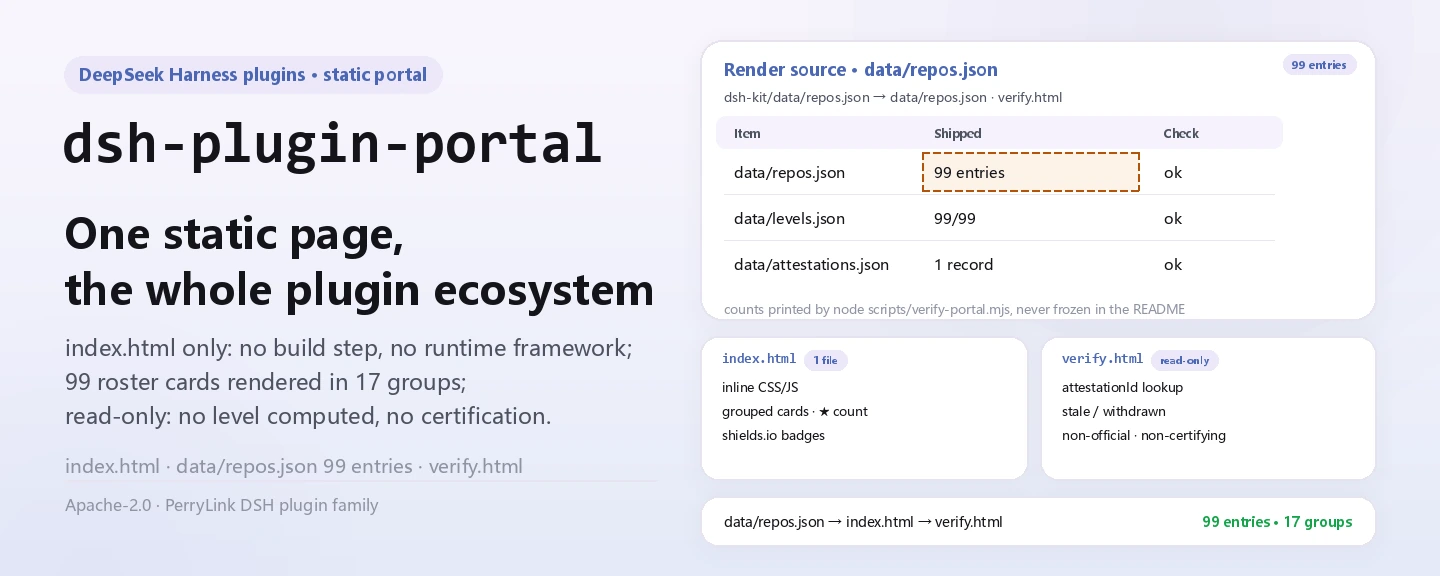 DeepSeek Harness plugins • static portal
dsh-plugin-portal
One static page,
the whole plugin ecosystem
index.html only: no build step, no runtime framework;
99 roster cards rendered in 17 groups;
read-only: no level computed, no certification.
index.html · data/repos.json 99 entries · verify.html
Apache-2.0 · PerryLink DSH plugin family
Render source • data/repos.json
99 entries
dsh-kit/data/repos.json → data/repos.json · verify.html
Item Shipped Check
data/repos.json 99 entries ok
data/levels.json 99/99 ok
data/attestations.json 1 record ok
counts printed by node scripts/verify-portal.mjs, never frozen in the README
index.html 1 file
inline CSS/JS
grouped cards · ★ count
shields.io badges
verify.html read-only
attestationId lookup
stale / withdrawn
non-official · non-certifying
data/repos.json → index.html → verify.html
99 entries • 17 groups